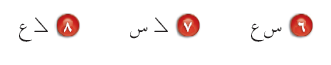 ٦ س ع ٧ د س ٨ د ع